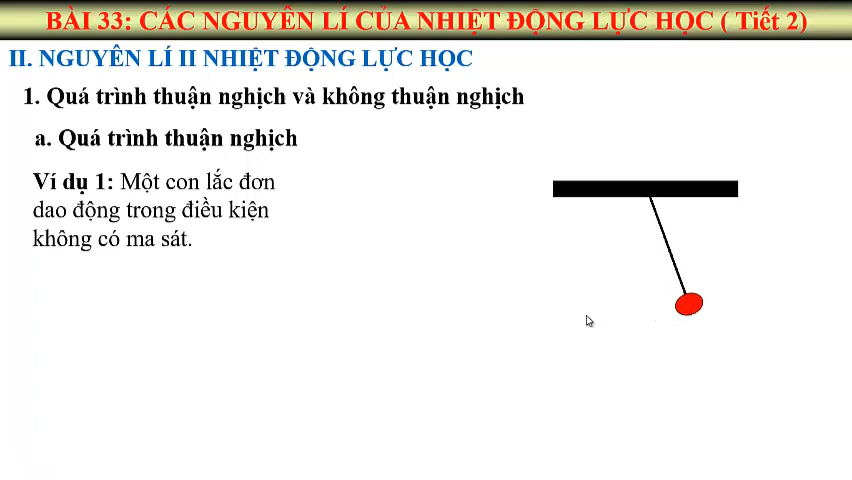 BÀI 33: CÁC NGUYÊN LÍ CỦA NHIỆT ĐỘNG LỰC HỌC ( Tiết 2)
II. NGUYÊN LÍ II NHIỆT ĐỘNG LỰC HỌC
1. Quá trình thuận nghịch và không thuận nghịch
a. Quá trình thuận nghịch
Ví dụ 1: Một con lắc đơn
dao động trong điều kiện
không có ma sát.